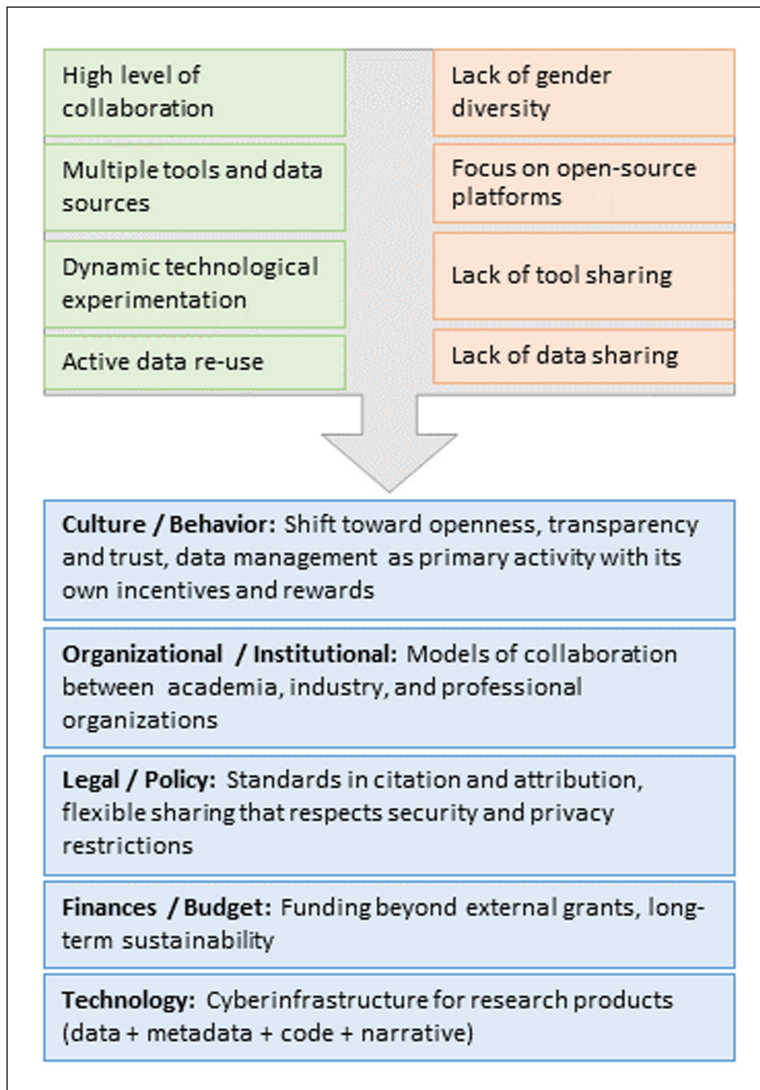 High level of
collaboration
Multiple tools and data
sources
Dynamic technological
experimentation
Active data re-use
Lack of gender
diversity
Focus on open-source
platforms
Lack of tool sharing
Lack of data sharing
Culture / Behavior: Shift toward openness, transparency
and trust, data management as primary activity with its
own incentives and rewards
Organizational / Institutional: Models of collaboration
between academia, industry, and professional
organizations
Legal / Policy: Standards in citation and attribution,
flexible sharing that respects security and privacy
restrictions
Finances / Budget: Funding beyond external grants, long-
term sustainability
Technology: Cyberinfrastructure for research products
(data + metadata + code + narrative)